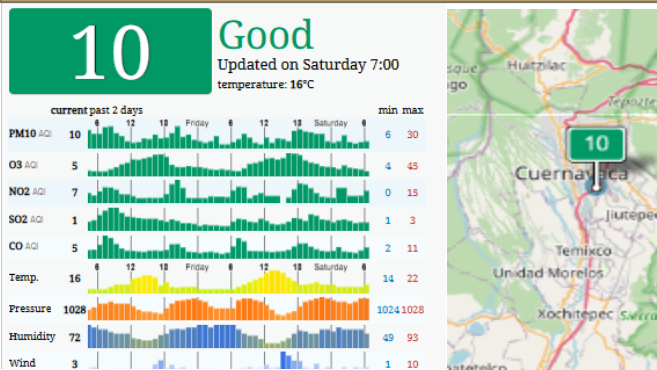 10
Good
Updated on Saturday 7:00
temperature: 16°C
current past 2 days min max
6 12 18 Friday 6 12 18 Saturday 6
PM10 AQI 10 6 30
O3 AQI 5 4 45
NO2 AQI 7 0 15
SO2 AQI 1 1 3
CO AQI 5 2 11
6 12 18 Friday 6 12 18 Saturday 6
Temp. 16 14 22
Pressure 1028 1024 1028
Humidity 72 49 93
Wind 3 1 10
Huitzilac
Tepozte
10
Cuernavaca
Jiutepe
Temixco
Unidad Morelos
Xochitepec
Sierra